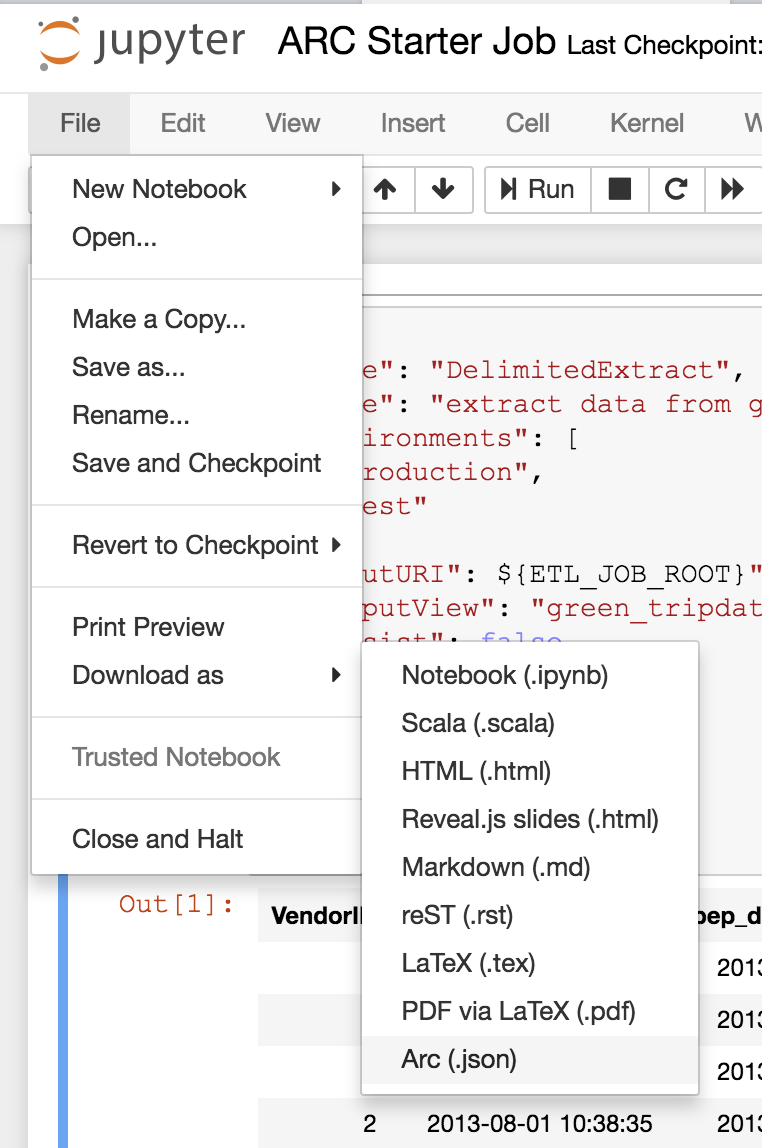 jupyter ARC Starter Job Last Checkpoint:
File Edit View Insert Cell Kernel
New Notebook
Run
Open...
Make a Copy...
Save as...
Rename...
Save and Checkpoint
Revert to Checkpoint
Print Preview
Download as
Trusted Notebook
Close and Halt
e": "DelimitedExtract",
e": "extract data from g
ironments": [
roduction",
est"
utURI": ${ETL_JOB_ROOT}"
putView": "green_tripdat
sist": false
Notebook (.ipynb)
Scala (.scala)
HTML (.html)
Reveal.js slides (.html)
Markdown (.md)
reST (.rst)
LaTeX (.tex)
PDF via LaTeX (.pdf)
Arc (.json)
Out[1]:
VendorI pep_d
2013
2013
2013
2 2013-08-01 10:38:35 2013